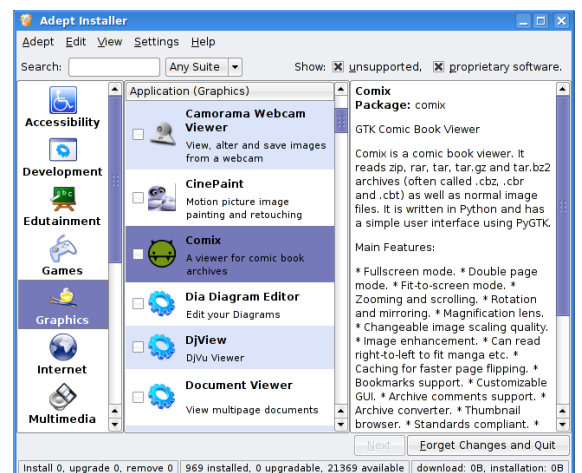 Adept Installer
Adept Edit View Settings Help
Search: Any Suite Show: unsupported, proprietary software.
Accessibility
Development
Edutainment
Games
Graphics
Internet
Multimedia
Application (Graphics)
Camorama Webcam
Viewer
View, alter and save images
from a webcam
CinePaint
Motion picture image
painting and retouching
Comix
A viewer for comic book
archives
Dia Diagram Editor
Edit your Diagrams
DjView
DjVu Viewer
Document Viewer
View multipage documents
Comix
Package: comix
GTK Comic Book Viewer
Comix is a comic book viewer. It
reads zip, rar, tar, tar.gz and tar.bz2
archives (often called .cbz, .cbr
and .cbt) as well as normal image
files. It is written in Python and has
a simple user interface using PyGTK.
Main Features:
* Fullscreen mode. * Double page
mode. * Fit-to-screen mode. *
Zooming and scrolling. * Rotation
and mirroring. * Magnification lens.
* Changeable image scaling quality.
* Image enhancement. * Can read
right-to-left to fit manga etc. *
Caching for faster page flipping. *
Bookmarks support. * Customizable
GUI. * Archive comments support. *
Archive converter. * Thumbnail
browser. * Standards compliant. *
Next Forget Changes and Quit
Install 0, upgrade 0, remove 0 969 installed, 0 upgradable, 21369 available download: 0B, installation: 0B